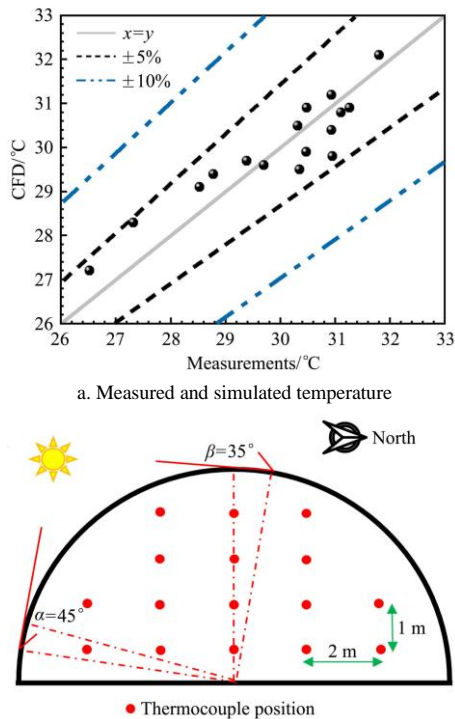 33
32
31
30
29
28
27
26
CFD/℃
x=y
±5%
±10%
26 27 28 29 30 31 32 33
Measurements/℃
a. Measured and simulated temperature
β=35°
North
α=45°
1 m
2 m
Thermocouple position